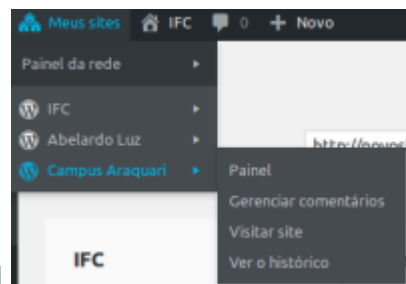 Meus sites IFC 0 + Novo
Painel da rede
IFC
Abelardo Luz
Campus Araquari
Painel
Gerenciar comentários
Visitar site
Ver o histórico
IFC